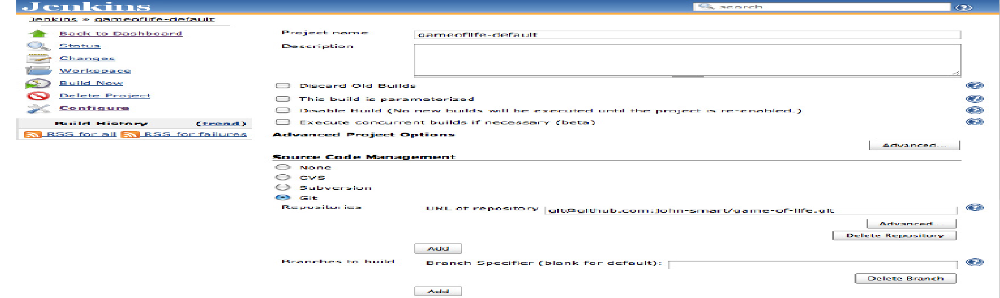 Jenkins
search
Jenkins » gameoflife-default
Back to Dashboard
Status
Changes
Workspace
Build Now
Delete Project
Configure
Build History (trend)
RSS for all RSS for failures
Project name gameoflife-default
Description
Discard Old Builds
This build is parameterized
Disable Build (No new builds will be executed until the project is re-enabled.)
Execute concurrent builds if necessary (beta)
Advanced Project Options
Advanced...
Source Code Management
None
CVS
Subversion
Git
Repositories URL of repository git@github.com:john-smart/game-of-life.git
Advanced...
Delete Repository
Add
Branches to build Branch Specifier (blank for default):
Delete Branch
Add